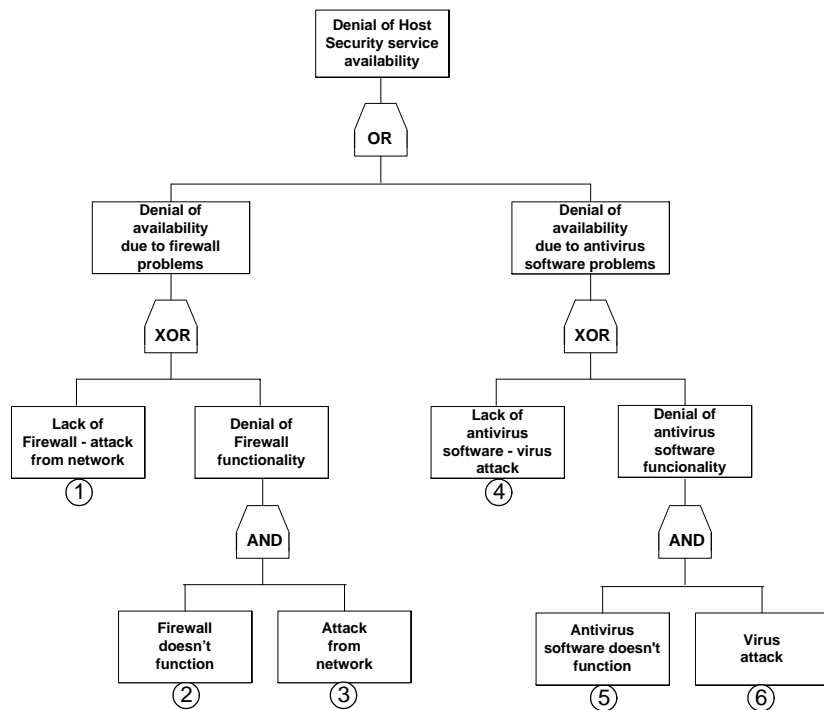 Denial of Host
Security service
availability
OR
Denial of
availability
due to firewall
problems
Denial of
availability
due to antivirus
software problems
XOR
XOR
Lack of
Firewall - attack
from network
Denial of
Firewall
functionality
Lack of
antivirus
software - virus
attack
Denial of
antivirus
software
funcionality
1
4
AND
AND
Firewall
doesn't
function
Attack
from
network
Antivirus
software doesn't
function
Virus
attack
2
3
5
6